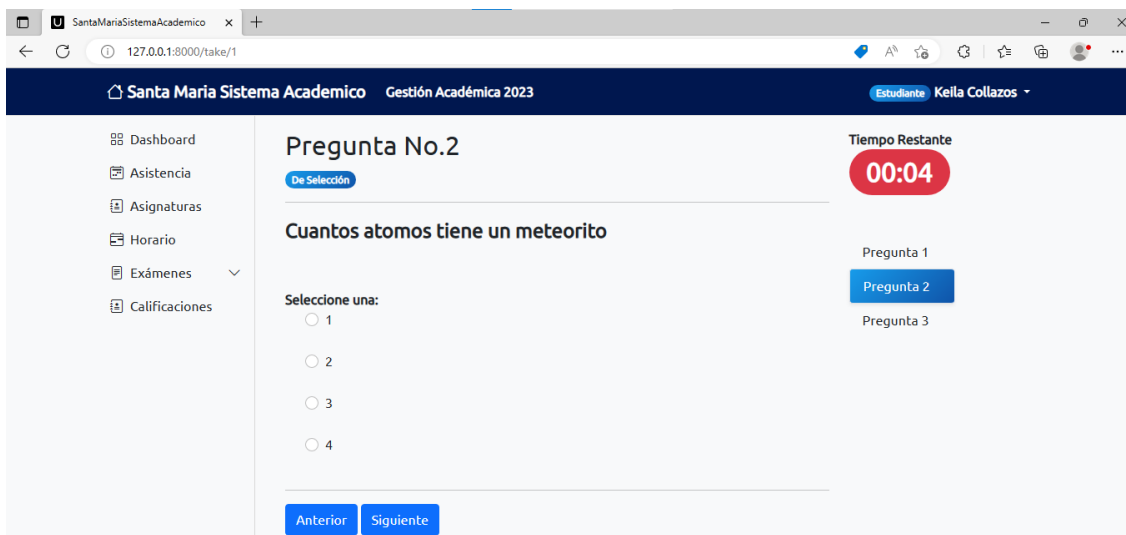 SantaMariaSistemaAcademico
127.0.0.1:8000/take/1
Santa Maria Sistema Academico Gestión Académica 2023 Estudiante Keila Collazos
Dashboard
Asistencia
Asignaturas
Horario
Exámenes
Calificaciones
Pregunta No.2
De Selección
Cuantos atomos tiene un meteorito
Seleccione una:
1
2
3
4
Anterior Siguiente
Tiempo Restante
00:04
Pregunta 1
Pregunta 2
Pregunta 3